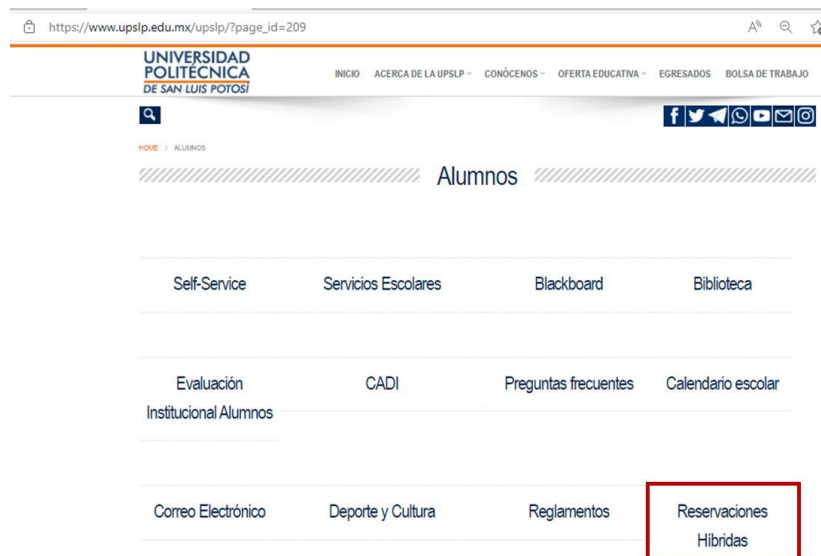 https://www.upslp.edu.mx/upslp/?page_id=209
UNIVERSIDAD
POLITÉCNICA
DE SAN LUIS POTOSÍ
INICIO ACERCA DE LA UPSLP CONÓCENOS OFERTA EDUCATIVA EGRESADOS BOLSA DE TRABAJO
HOME / ALUMNOS
Alumnos
Self-Service Servicios Escolares Blackboard Biblioteca
Evaluación CADI Preguntas frecuentes Calendario escolar
Institucional Alumnos
Correo Electrónico Deporte y Cultura Reglamentos Reservaciones
Híbridas